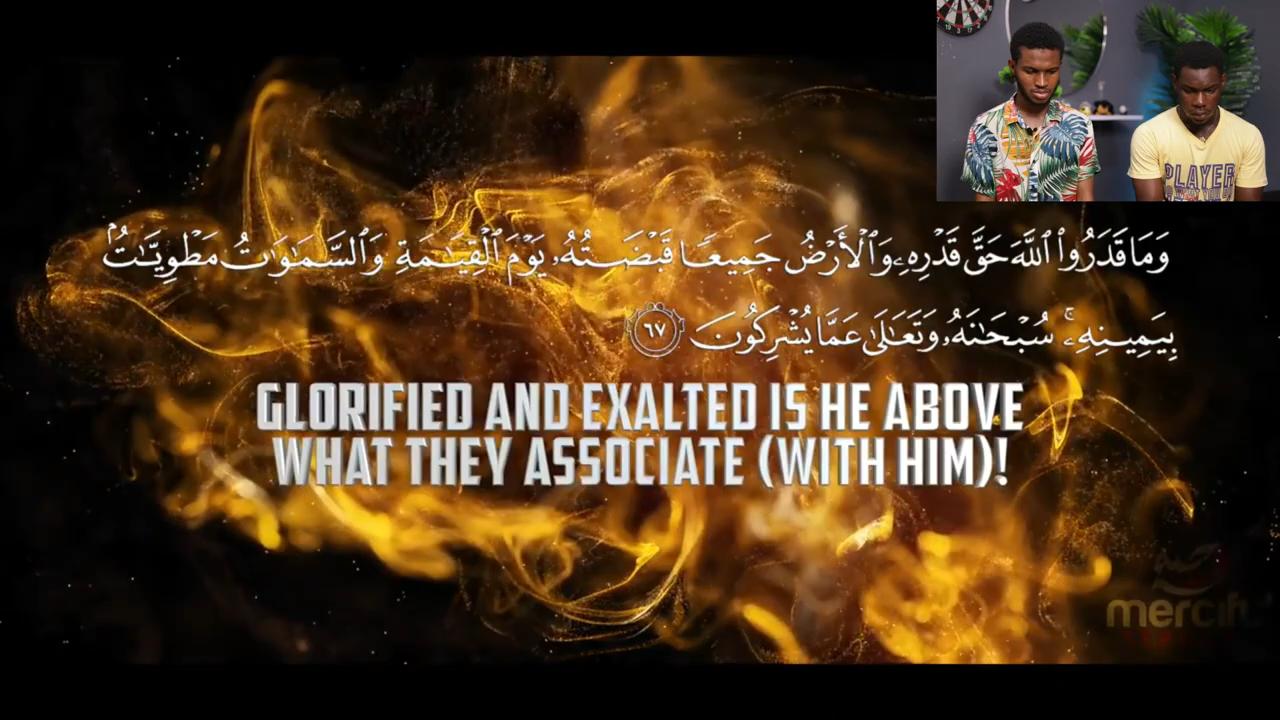 وَمَا قَدَرُوا۟ ٱللَّهَ حَقَّ قَدْرِهِۦ وَٱلْأَرْضُ جَمِيعًا قَبْضَتُهُۥ يَوْمَ ٱلْقِيَـٰمَةِ وَٱلسَّمَـٰوَٰتُ مَطْوِيَّـٰتٌۢ
بِيَمِينِهِۦ ۚ سُبْحَـٰنَهُۥ وَتَعَـٰلَىٰ عَمَّا يُشْرِكُونَ ٦٧
GLORIFIED AND EXALTED IS HE ABOVE
WHAT THEY ASSOCIATE (WITH HIM)!
PLAYER